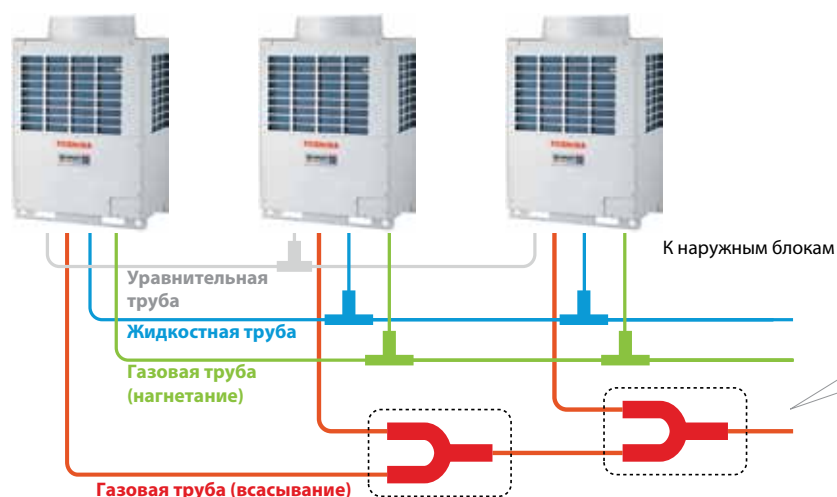 TOSHIBA
TOSHIBA
TOSHIBA
К наружным блокам
Уравнительная
труба
Жидкостная труба
Газовая труба
(нагнетание)
Газовая труба (всасывание)